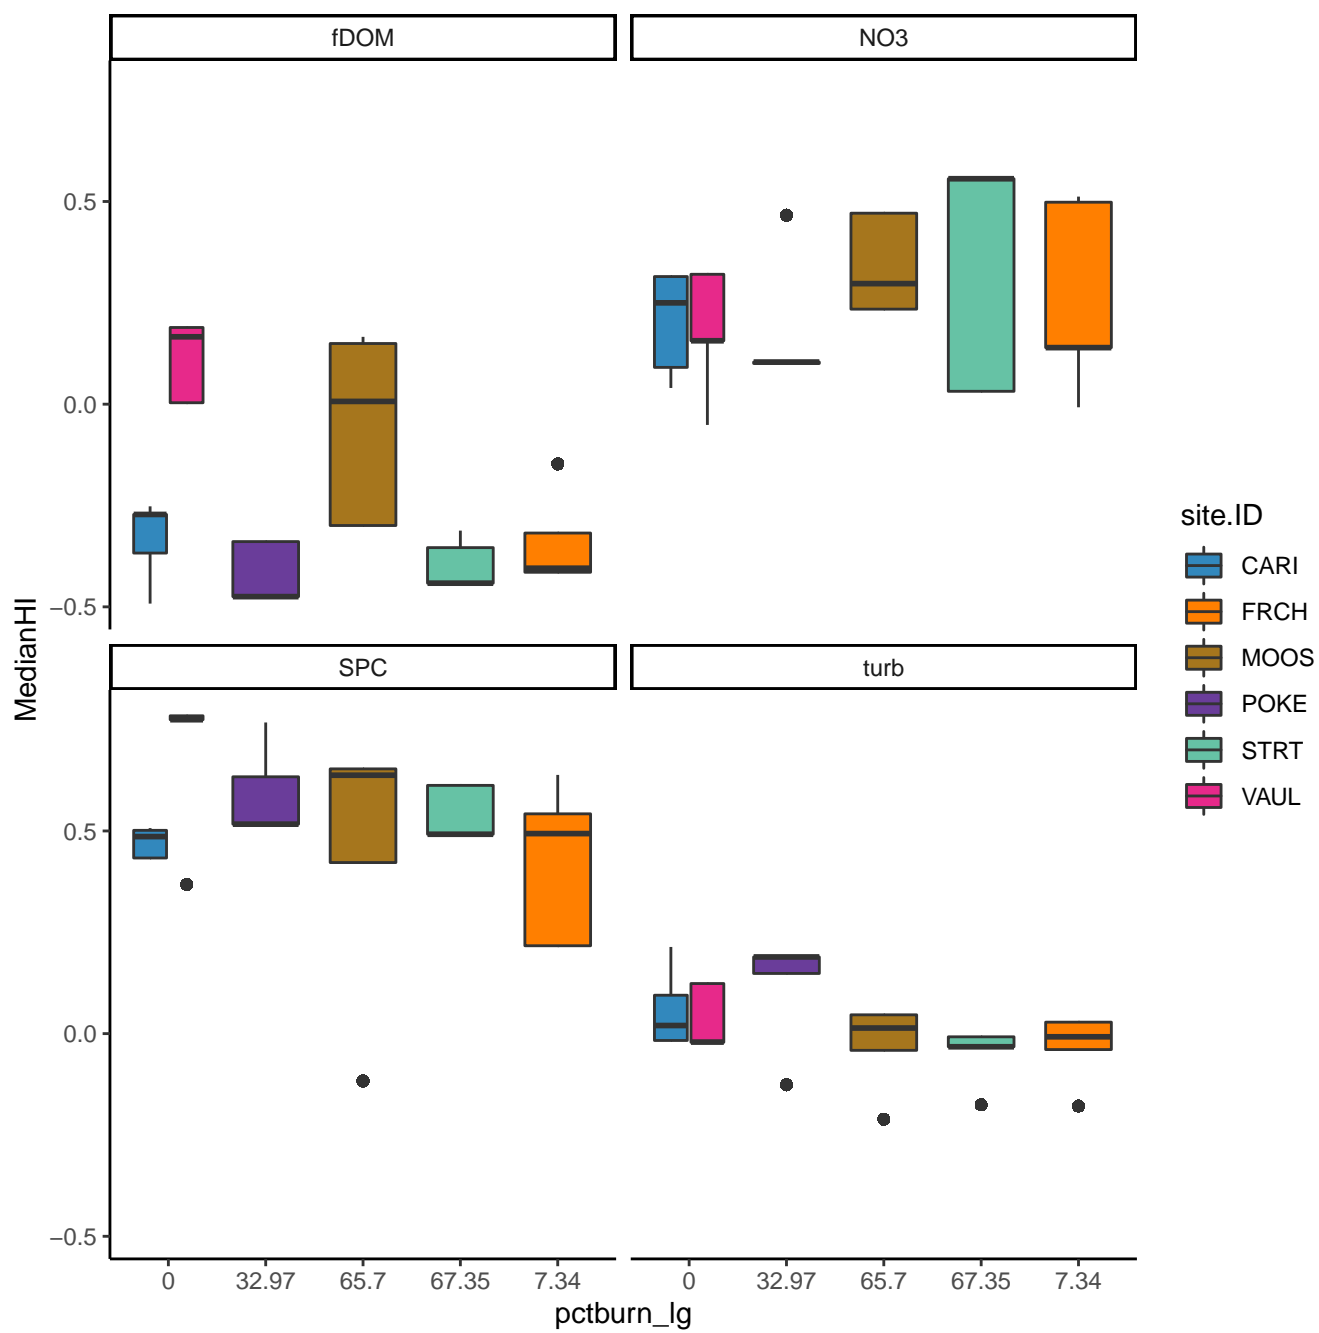 fDOM
NO3
0.5
0.0
−0.5
SPC
turb
0.5
0.0
−0.5
0
32.97
65.7
67.35
7.34
0
32.97
65.7
67.35
7.34
pctburn_lg
MedianHI
site.ID
CARI
FRCH
MOOS
POKE
STRT
VAUL